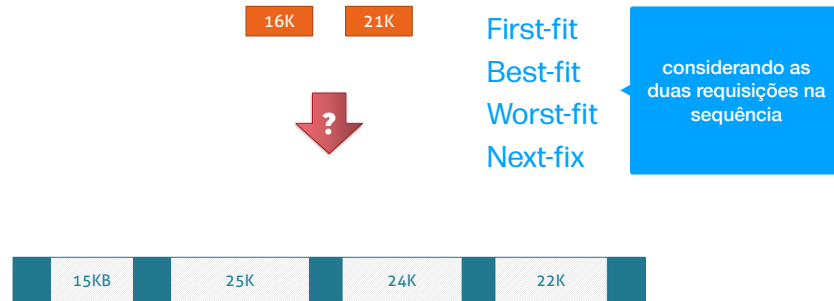 16K
21K
First-fit
Best-fit
Worst-fit
Next-fix
considerando as
duas requisições na
sequência
?
15KB
25K
24K
22K